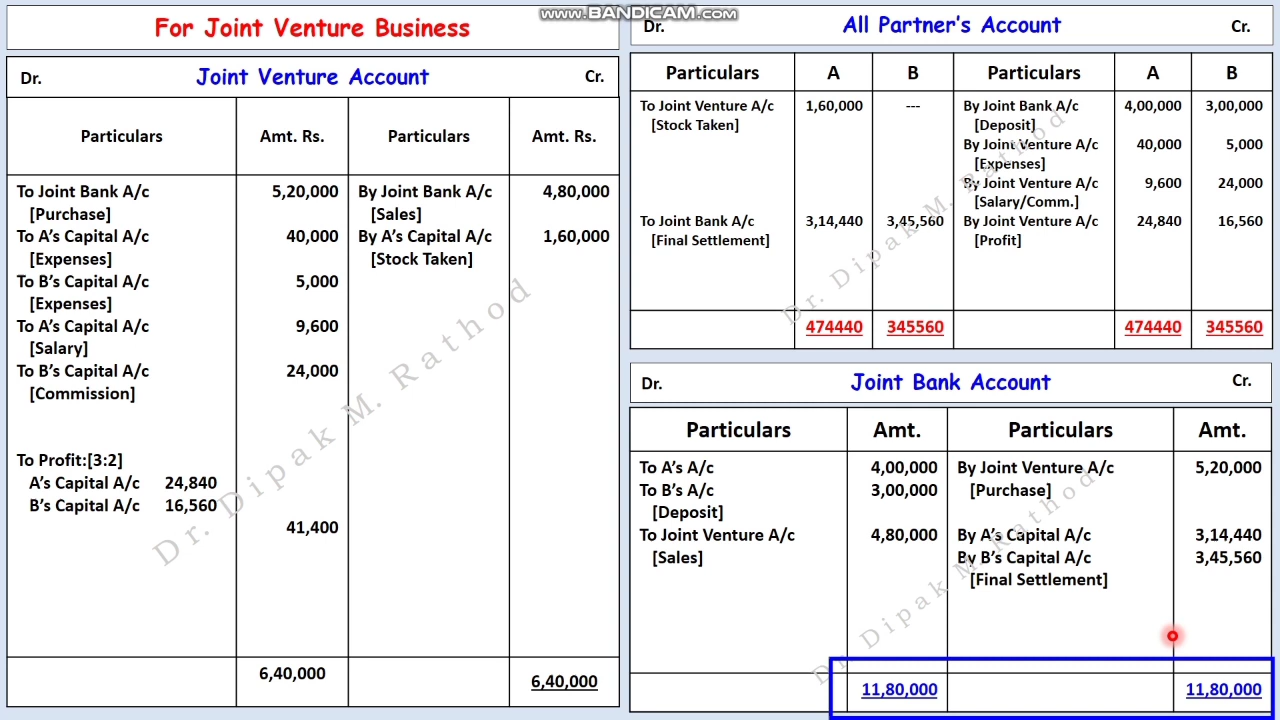 www.BANDICAM.com
For Joint Venture Business
Dr. Joint Venture Account Cr.
Particulars Amt. Rs. Particulars Amt. Rs.
To Joint Bank A/c 5,20,000 By Joint Bank A/c 4,80,000
[Purchase] [Sales]
To A’s Capital A/c 40,000 By A’s Capital A/c 1,60,000
[Expenses] [Stock Taken]
To B’s Capital A/c 5,000
[Expenses]
To A’s Capital A/c 9,600
[Salary]
To B’s Capital A/c 24,000
[Commission]
To Profit:[3:2]
A’s Capital A/c 24,840
B’s Capital A/c 16,560
41,400
6,40,000 6,40,000
Dr. Dipak M. Rathod
Dr. All Partner’s Account Cr.
Particulars A B Particulars A B
To Joint Venture A/c 1,60,000 --- By Joint Bank A/c 4,00,000 3,00,000
[Stock Taken] [Deposit]
By Joint Venture A/c 40,000 5,000
[Expenses]
By Joint Venture A/c 9,600 24,000
[Salary/Comm.]
To Joint Bank A/c 3,14,440 3,45,560 By Joint Venture A/c 24,840 16,560
[Final Settlement] [Profit]
474440 345560 474440 345560
Dr. Dipak M. Rathod
Dr. Joint Bank Account Cr.
Particulars Amt. Particulars Amt.
To A’s A/c 4,00,000 By Joint Venture A/c 5,20,000
To B’s A/c 3,00,000 [Purchase]
[Deposit]
To Joint Venture A/c 4,80,000 By A’s Capital A/c 3,14,440
[Sales] By B’s Capital A/c 3,45,560
[Final Settlement]
11,80,000 11,80,000
Dr. Dipak M. Rathod